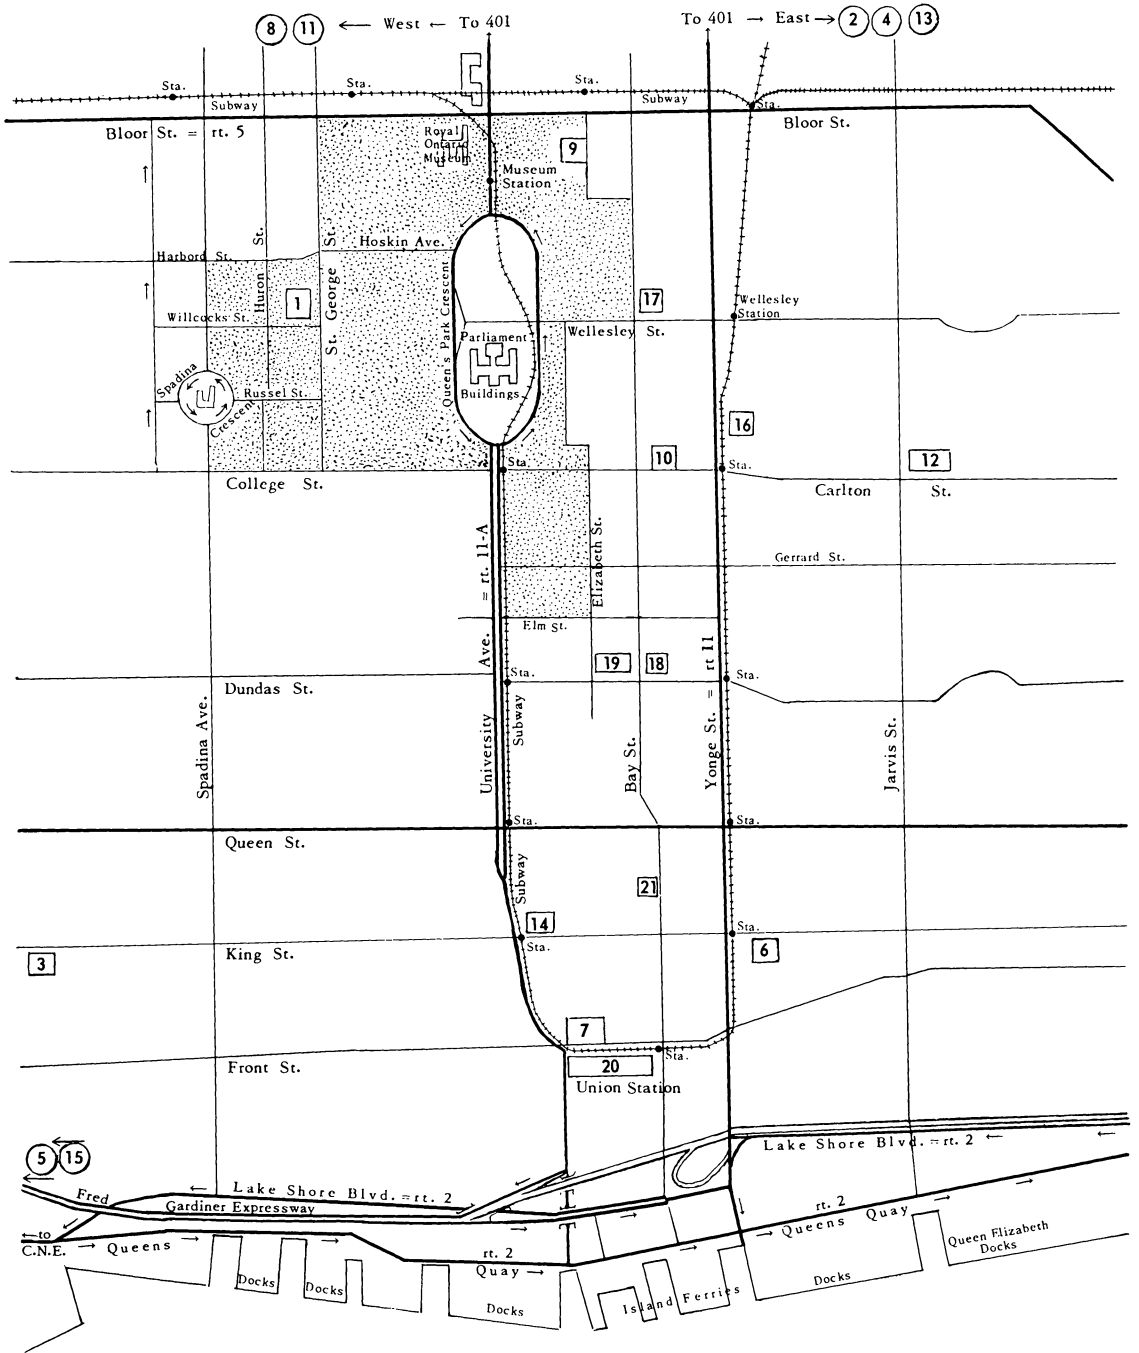 8 11 ← West ← To 401
To 401 → East → 2 4 13
Sta.
Sta.
Sta.
Subway
Subway
Sta.
Bloor St. = rt. 5
Bloor St.
Royal
Ontario
Museum
9
Museum
Station
Hoskin Ave.
Harbord St.
Huron St.
St. George St.
1
17
Wellesley
Station
Willcocks St.
Queen's Park Crescent
Wellesley St.
Parliament
Buildings
Spadina
Crescent
Russel St.
16
Sta.
10
Sta.
12
College St.
Carlton St.
University Ave. = rt. 11-A
Elizabeth St.
Gerrard St.
Elm St.
19
18
Sta.
Sta.
Dundas St.
Spadina Ave.
Subway
Bay St.
Yonge St. = rt 11
Jarvis St.
Sta.
Sta.
Queen St.
Subway
21
14
Sta.
Sta.
King St.
3
6
7
Sta.
Front St.
20
Union Station
5 15
Lake Shore Blvd. = rt. 2 ←
Fred
Gardiner Expressway
← Lake Shore Blvd. = rt. 2
← to
C.N.E.
→ Queens →
rt. 2
Quay →
rt. 2
→ Queens Quay →
Queen Elizabeth
Docks
Docks
Docks
Docks
Island Ferries
Docks